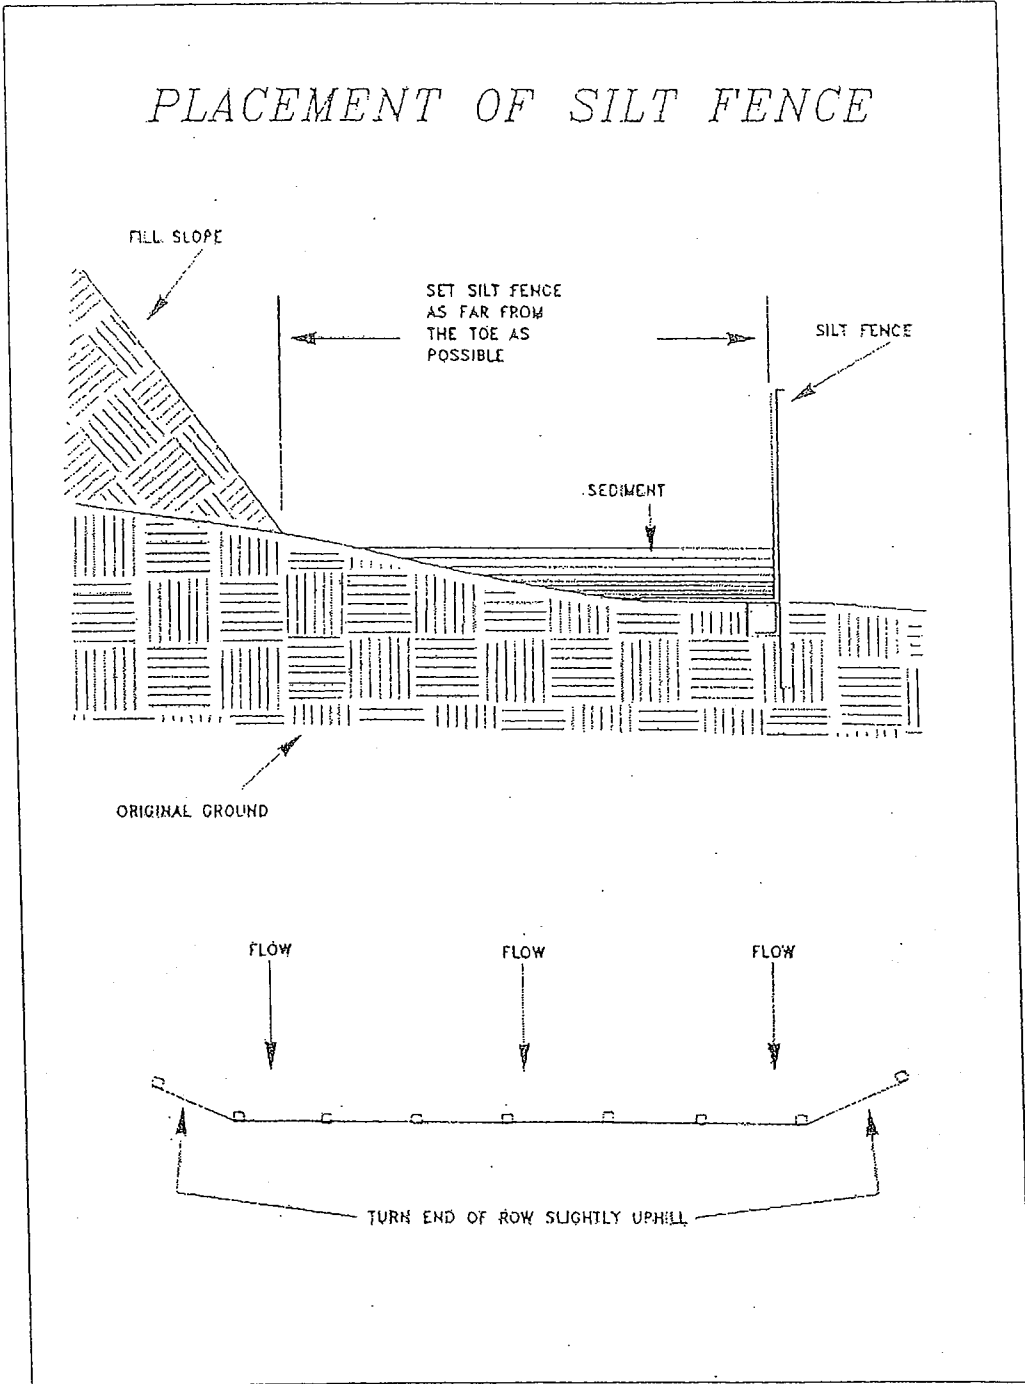 PLACEMENT OF SILT FENCE
FILL SLOPE
SET SILT FENCE
AS FAR FROM
THE TOE AS
POSSIBLE
SILT FENCE
SEDIMENT
ORIGINAL GROUND
FLOW
FLOW
FLOW
TURN END OF ROW SLIGHTLY UPHILL